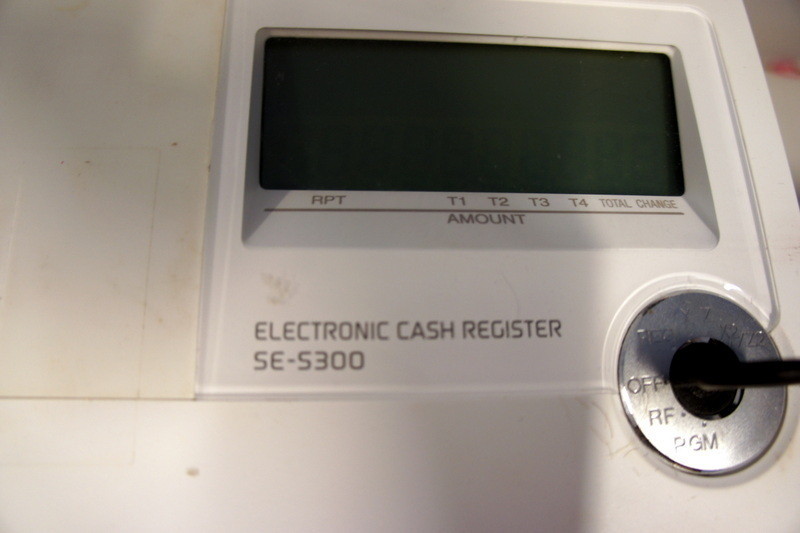 RPT T1 T2 T3 T4 TOTAL CHANGE
AMOUNT
ELECTRONIC CASH REGISTER
SE-S300
OFF
RF
PGM